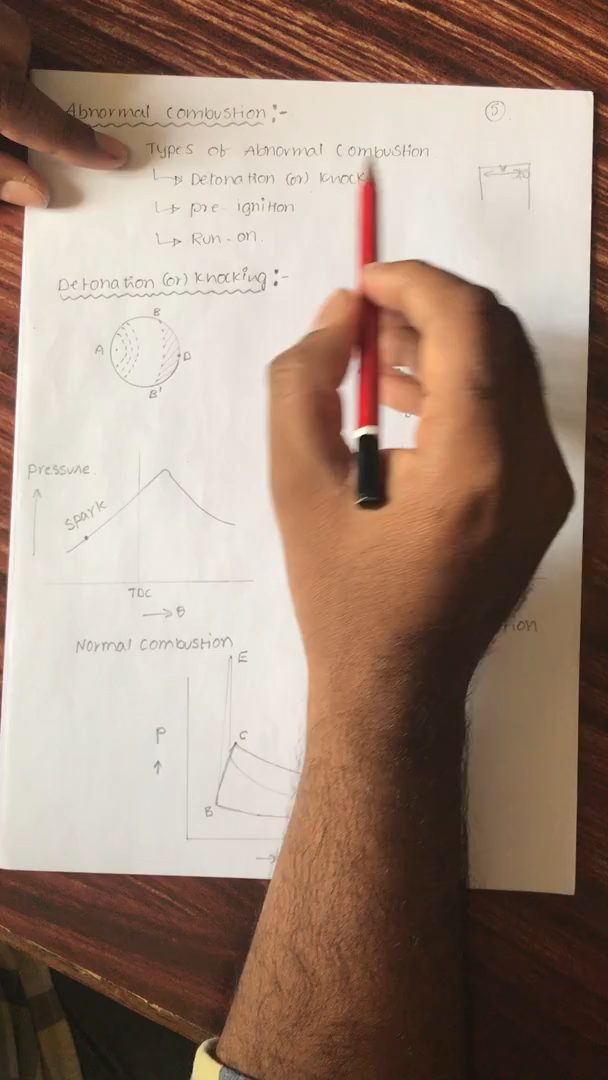 Abnormal Combustion :-
5
Types of Abnormal Combustion
Detonation (or) Knock
pre-ignition
Run-on.
Detonation (or) Knocking :-
B
A
D
B'
pressure
spark
TDC
θ
Normal Combustion
E
P
C
B